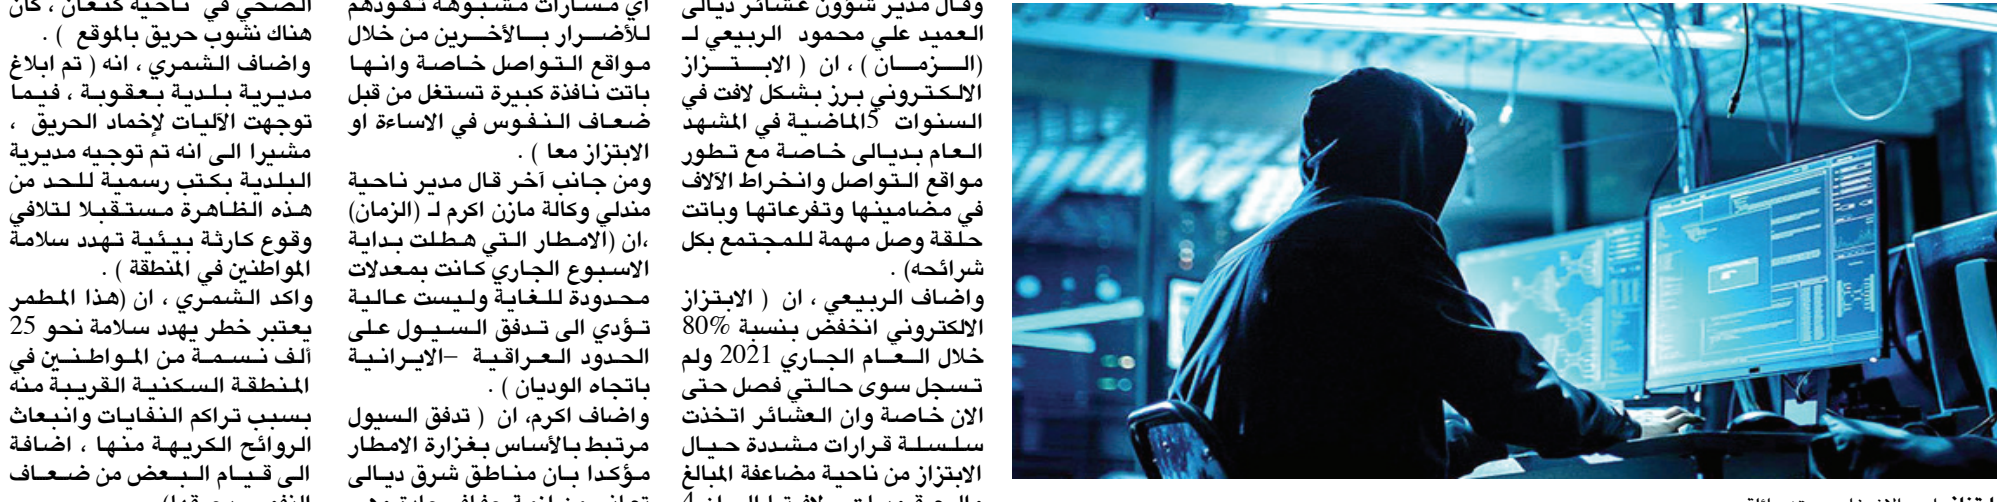 وقال مدير شؤون عشائر ديالى
العميد علي محمود الربيعي لـ
(الـزمـان ) ، ان ( الابـتـزاز
الالكتروني برز بشكل لافت في
السنوات 5الماضية في المشهد
العام بديالى خاصة مع تطور
مواقع التواصل وانخراط الآلاف
في مضامينها وتفرعاتها وباتت
حلقة وصل مهمة للمجتمع بكل
شرائحه) .
واضاف الربيعي ، ان ( الابتزاز
الالكتروني انخفض بنسبة 80%
خلال العام الجاري 2021 ولم
تسجل سوى حالتي فصل حتى
الان خاصة وان العشائر اتخذت
سلسلة قرارات مشددة حيال
الابتزاز من ناحية مضاعفة المبالغ
اي مسارات مشبوهة تقودهم
للأضرار بالأخرين من خلال
مواقع التواصل خاصة وانها
باتت نافذة كبيرة تستغل من قبل
ضعاف النفوس في الاساءة او
الابتزاز معا ) .
ومن جانب آخر قال مدير ناحية
مندلي وكالة مازن اكرم لـ (الزمان)
،ان (الامطار التي هطلت بداية
الاسبوع الجاري كانت بمعدلات
محدودة للغاية وليست عالية
تؤدي الى تدفق السيول على
الحدود العراقية –الايرانية
باتجاه الوديان ) .
واضاف اكرم، ان ( تدفق السيول
مرتبط بالأساس بغزارة الامطار
مؤكدا بان مناطق شرق ديالى
الصحي في ناحية كنعان ، كان
هناك نشوب حريق بالموقع ) .
واضاف الشمري ، انه ( تم ابلاغ
مديرية بلدية بعقوبة ، فيما
توجهت الآليات لإخماد الحريق ،
مشيرا الى انه تم توجيه مديرية
البلدية بكتب رسمية للحد من
هذه الظاهرة مستقبلا لتلافي
وقوع كارثة بيئية تهدد سلامة
المواطنين في المنطقة ) .
واكد الشمري ، ان (هذا المطمر
يعتبر خطر يهدد سلامة نحو 25
ألف نسمة من المواطنين في
المنطقة السكنية القريبة منه
بسبب تراكم النفايات وانبعاث
الروائح الكريهة منها ، اضافة
الى قيام البعض من ضعاف